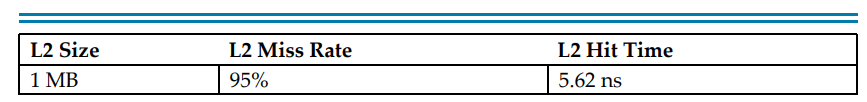 L2 Size L2 Miss Rate L2 Hit Time
1 MB 95% 5.62 ns